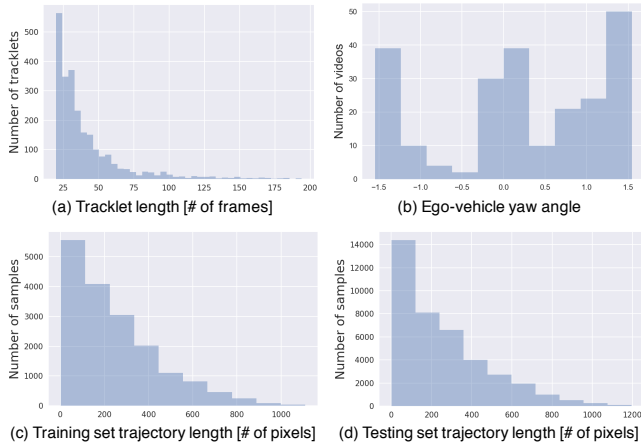 Number of tracklets
500
400
300
200
100
0
25 50 75 100 125 150 175 200
(a) Tracklet length [# of frames]
Number of videos
50
40
30
20
10
0
−1.5 −1.0 −0.5 0.0 0.5 1.0 1.5
(b) Ego-vehicle yaw angle
Number of samples
5000
4000
3000
2000
1000
0
0 200 400 600 800 1000
(c) Training set trajectory length [# of pixels]
Number of samples
14000
12000
10000
8000
6000
4000
2000
0
0 200 400 600 800 1000 1200
(d) Testing set trajectory length [# of pixels]